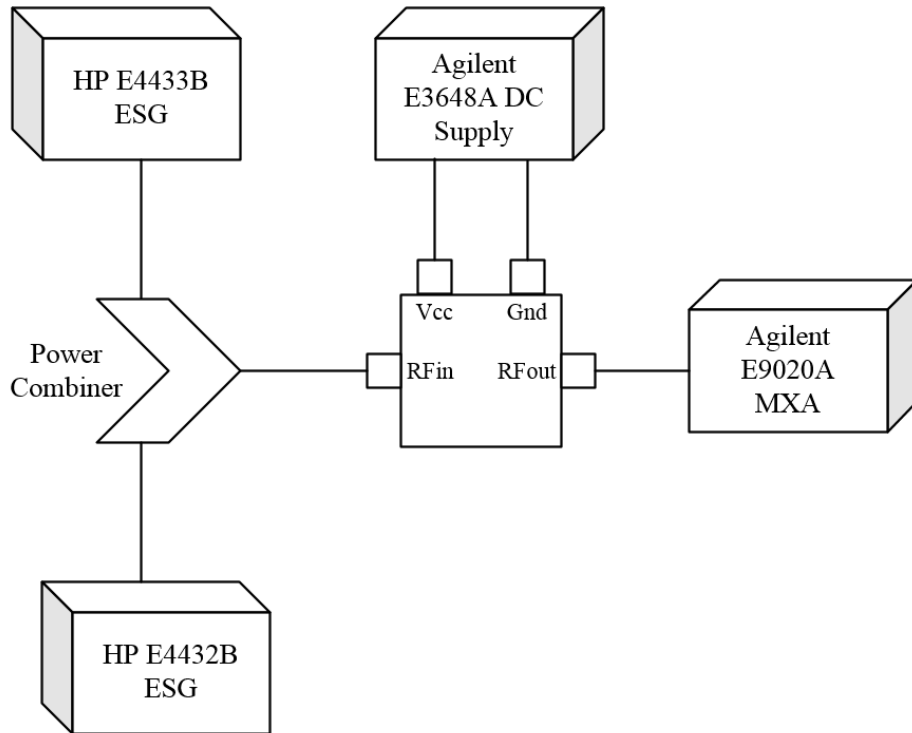 HP E4433B
ESG
Agilent
E3648A DC
Supply
Vcc
Gnd
Power
Combiner
RFin
RFout
Agilent
E9020A
MXA
HP E4432B
ESG